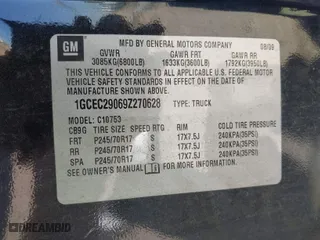 GM MFD BY GENERAL MOTORS COMPANY 08/08
GVWR GAWR FRT GAWR RR
3085KG(6800LB) 1633KG(3600LB) 1792KG(3950LB)
THIS VEHICLE CONFORMS TO ALL APPLICABLE U.S. FEDERAL MOTOR
VEHICLE SAFETY STANDARDS IN EFFECT ON THE DATE OF
MANUFACTURE SHOWN ABOVE.
1GCEC29069Z270628 TYPE: TRUCK
MODEL: C10753
CB9G TIRE SIZE SPEED RTG RIM COLD TIRE PRESSURE
FRT P245/70R17 S 17X7.5J 240KPA(35PSI)
RR P245/70R17 S 17X7.5J 240KPA(35PSI)
SPA P245/70R17 S 17X7.5J 240KPA(35PSI)
SEE OWNER'S MANUAL FOR MORE INFORMATION.